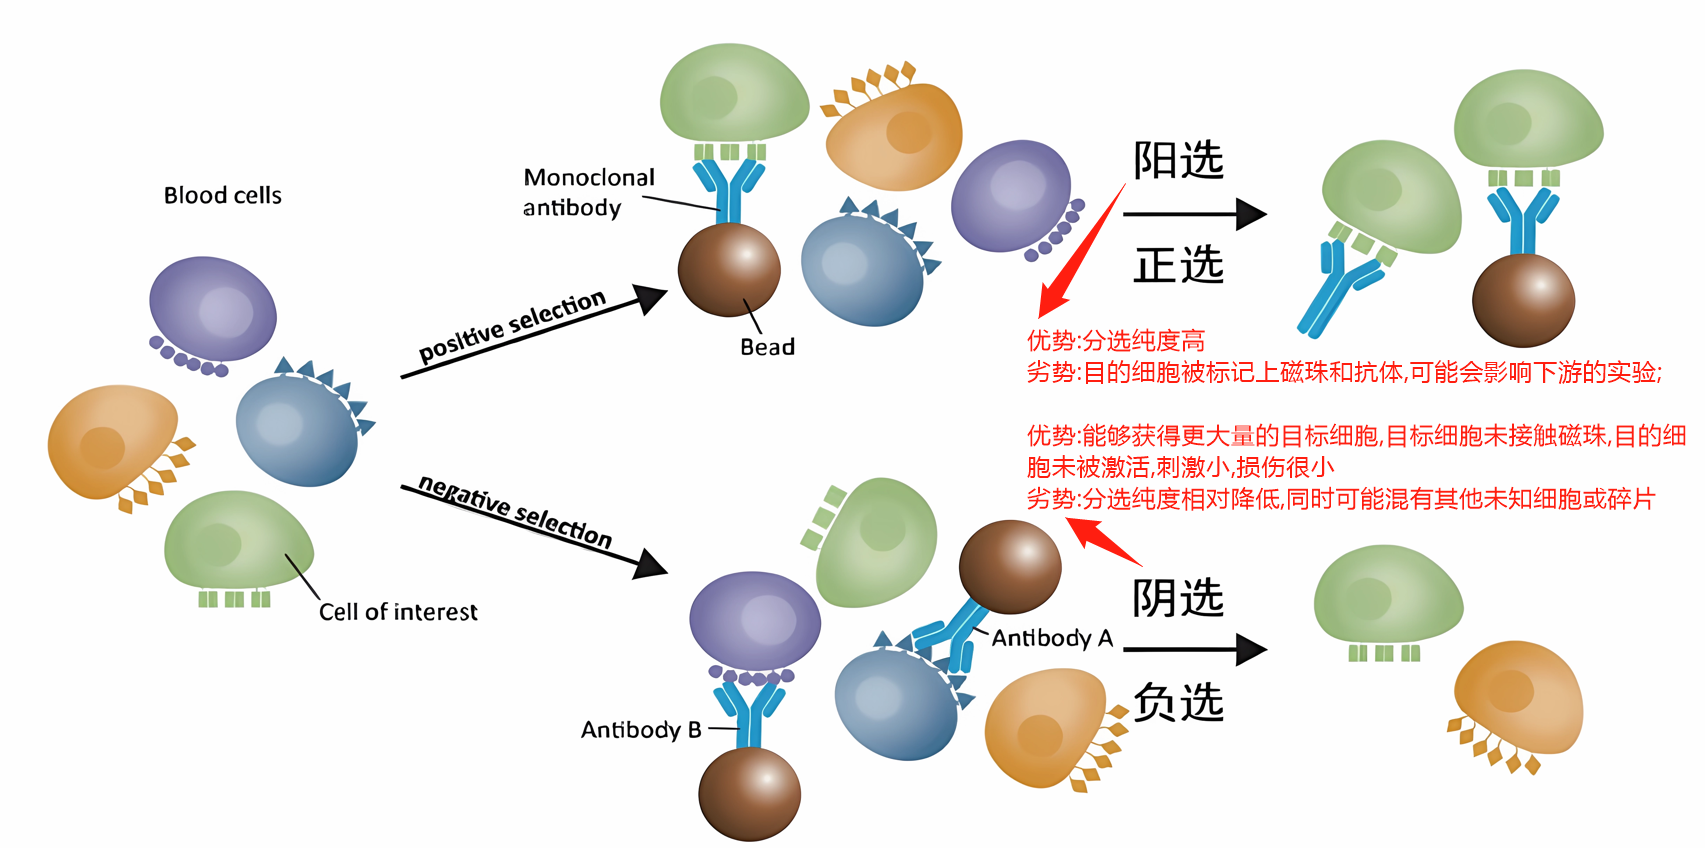 Blood cells
Monoclonal
antibody
Bead
positive selection
negative selection
Cell of interest
阳选
正选
优势:分选纯度高
劣势:目的细胞被标记上磁珠和抗体,可能会影响下游的实验;
优势:能够获得更大量的目标细胞,目标细胞未接触磁珠,目的细
胞未被激活,刺激小,损伤很小
劣势:分选纯度相对降低,同时可能混有其他未知细胞或碎片
Antibody A
Antibody B
阴选
负选